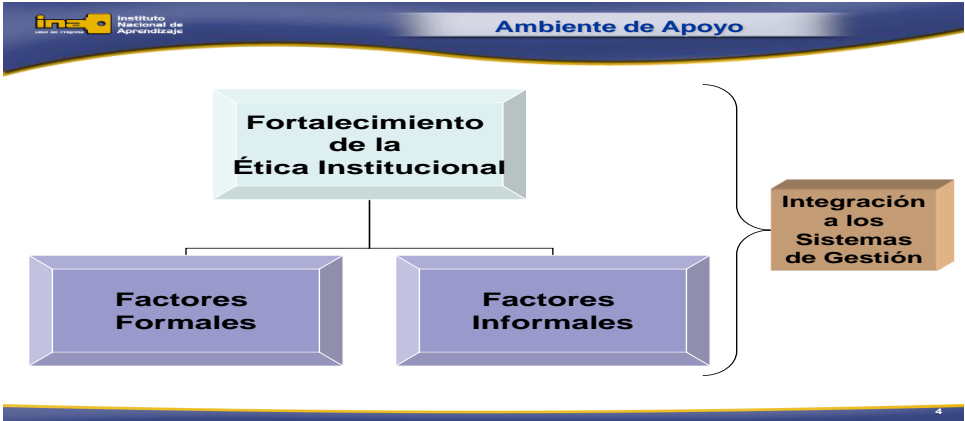 ina
Instituto
Nacional de
Aprendizaje
Ambiente de Apoyo
Fortalecimiento
de la
Ética Institucional
Factores
Formales
Factores
Informales
Integración
a los
Sistemas
de Gestión
4